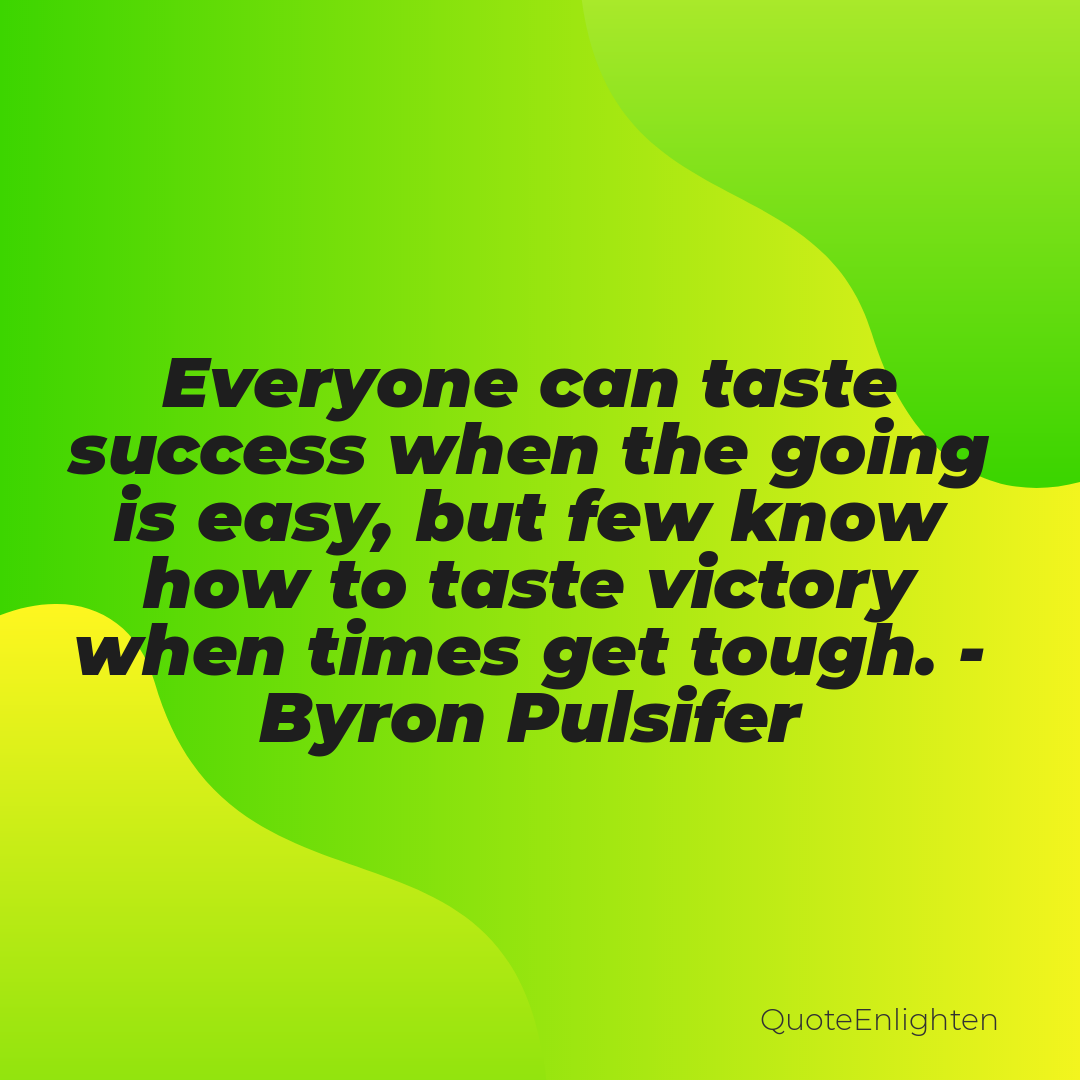 Everyone can taste
success when the going
is easy, but few know
how to taste victory
when times get tough. -
Byron Pulsifer
QuoteEnlighten